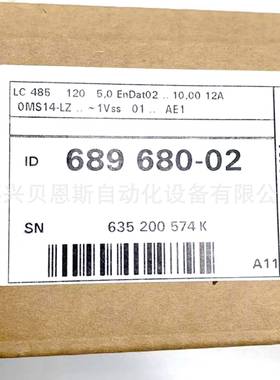 LC 485 120 5,0 EnDat02 .. 10,00 12A
0MS14-LZ .. ~1Vss 01 .. AE1
ID 689 680-02
兴贝恩斯自动化设备有限公司
SN 635 200 574 K
A11